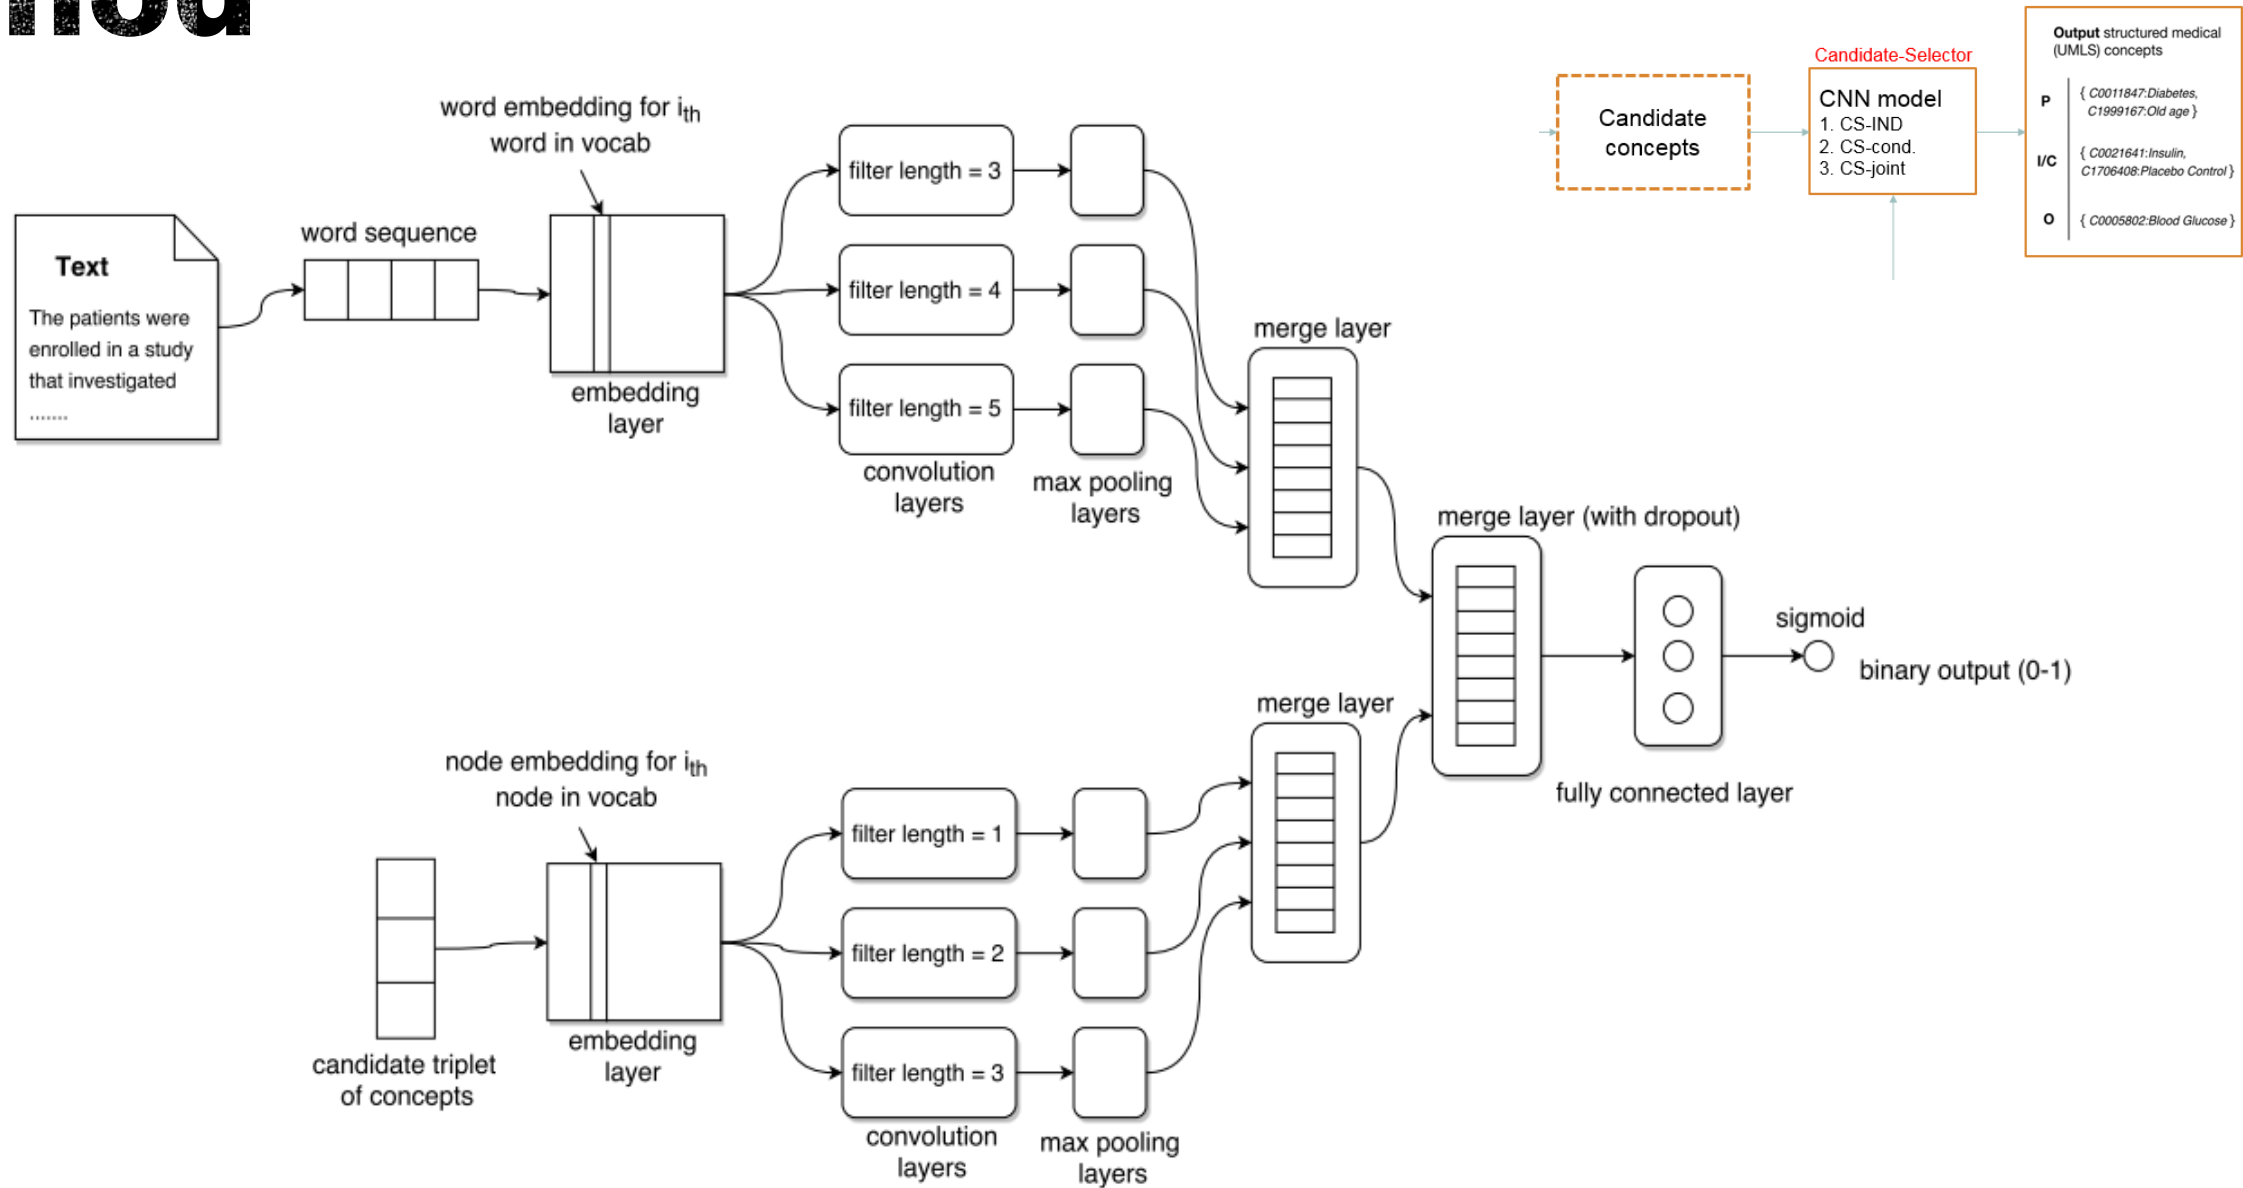 word embedding for ith
word in vocab
Text
The patients were
enrolled in a study
that investigated
.......
word sequence
embedding
layer
filter length = 3
filter length = 4
filter length = 5
convolution
layers
max pooling
layers
merge layer
Candidate
concepts
Candidate-Selector
CNN model
1. CS-IND
2. CS-cond.
3. CS-joint
Output structured medical
(UMLS) concepts
P
{ C0011847:Diabetes,
C1999167:Old age }
I/C
{ C0021641:Insulin,
C1706408:Placebo Control }
O
{ C0005802:Blood Glucose }
merge layer (with dropout)
sigmoid
binary output (0-1)
fully connected layer
node embedding for ith
node in vocab
candidate triplet
of concepts
embedding
layer
filter length = 1
filter length = 2
filter length = 3
convolution
layers
max pooling
layers
merge layer